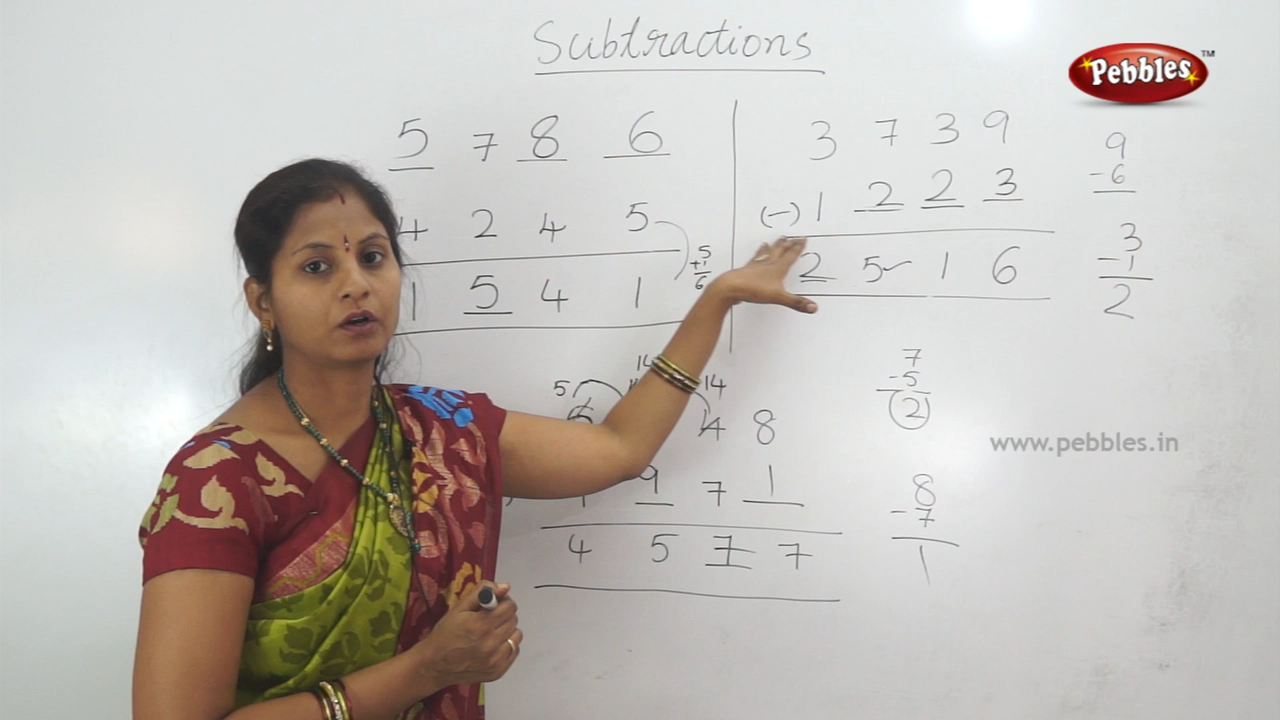 Subtractions
Pebbles™
5 7 8 6
4 2 4 5
5
+1
6
1 5 4 1
3 7 3 9
(-) 1 2 2 3
2 5 1 6
9
-6
3
-1
2
7
-5
2
5 14 14
4 8
9 7 1
4 5 7 7
8
-7
1
www.pebbles.in